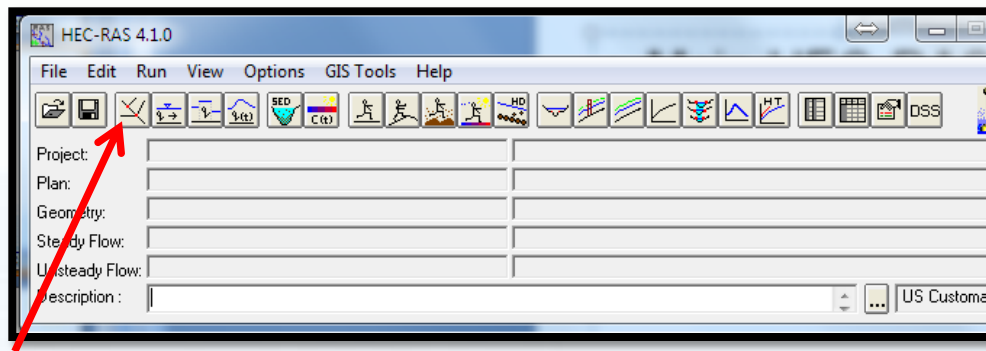 HEC-RAS 4.1.0
File Edit Run View Options GIS Tools Help
SED C(t) HD HT DSS
Project:
Plan:
Geometry:
Steady Flow:
Unsteady Flow:
Description : ... US Customa